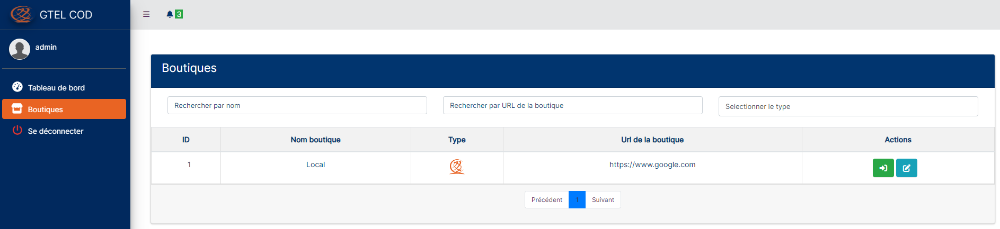 GTEL COD
3
admin
Tableau de bord
Boutiques
Se déconnecter
Boutiques
Rechercher par nom
Rechercher par URL de la boutique
Selectionner le type
ID Nom boutique Type Url de la boutique Actions
1 Local https://www.google.com
Précédent 1 Suivant